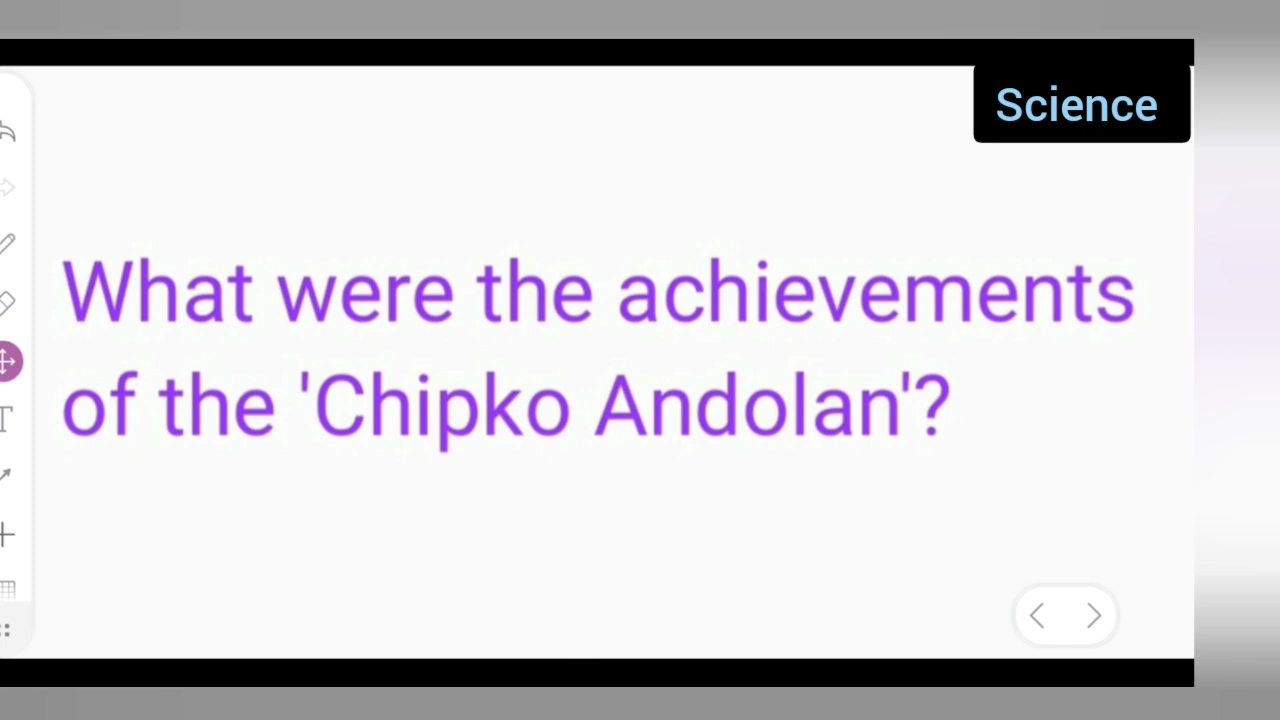 Science
What were the achievements
of the 'Chipko Andolan'?